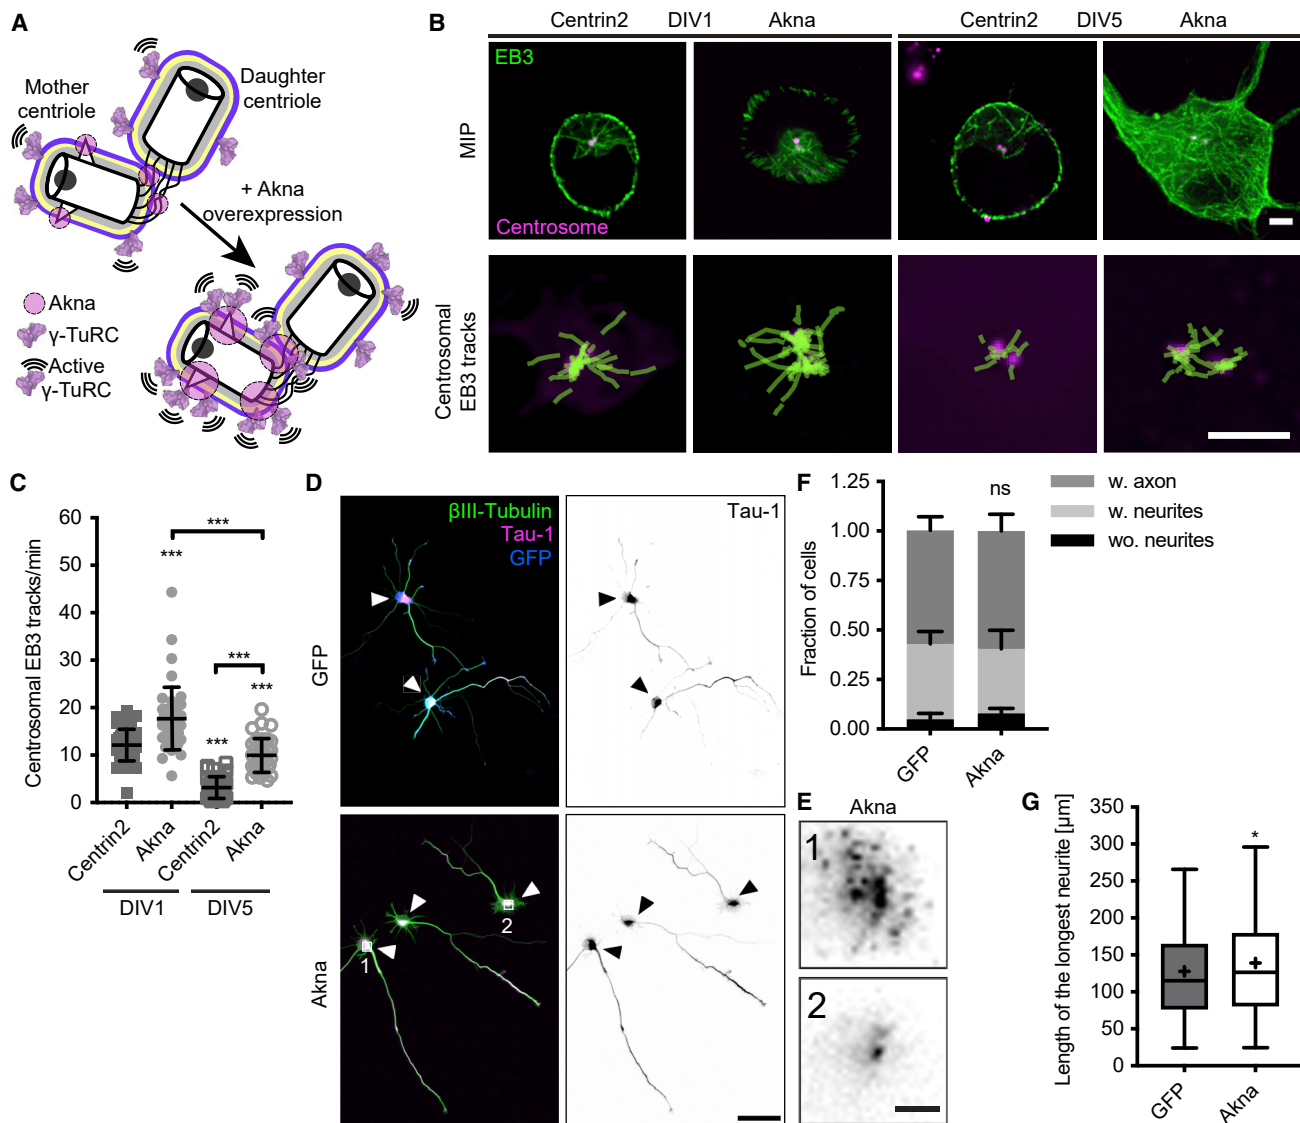 A
Mother
centriole
Daughter
centriole
+ Akna
overexpression
Akna
γ-TuRC
Active
γ-TuRC
B
Centrin2 DIV1 Akna
Centrin2 DIV5 Akna
EB3
MIP
Centrosome
Centrosomal
EB3 tracks
C
Centrosomal EB3 tracks/min
60
50
40
30
20
10
0
***
***
***
***
***
Centrin2
Akna
Centrin2
Akna
DIV1
DIV5
D
βIII-Tubulin
Tau-1
GFP
Tau-1
GFP
Akna
1
2
E
Akna
1
2
F
Fraction of cells
1.25
1.00
0.75
0.50
0.25
0.00
ns
GFP
Akna
w. axon
w. neurites
wo. neurites
G
Length of the longest neurite [µm]
350
300
250
200
150
100
50
0
*
GFP
Akna